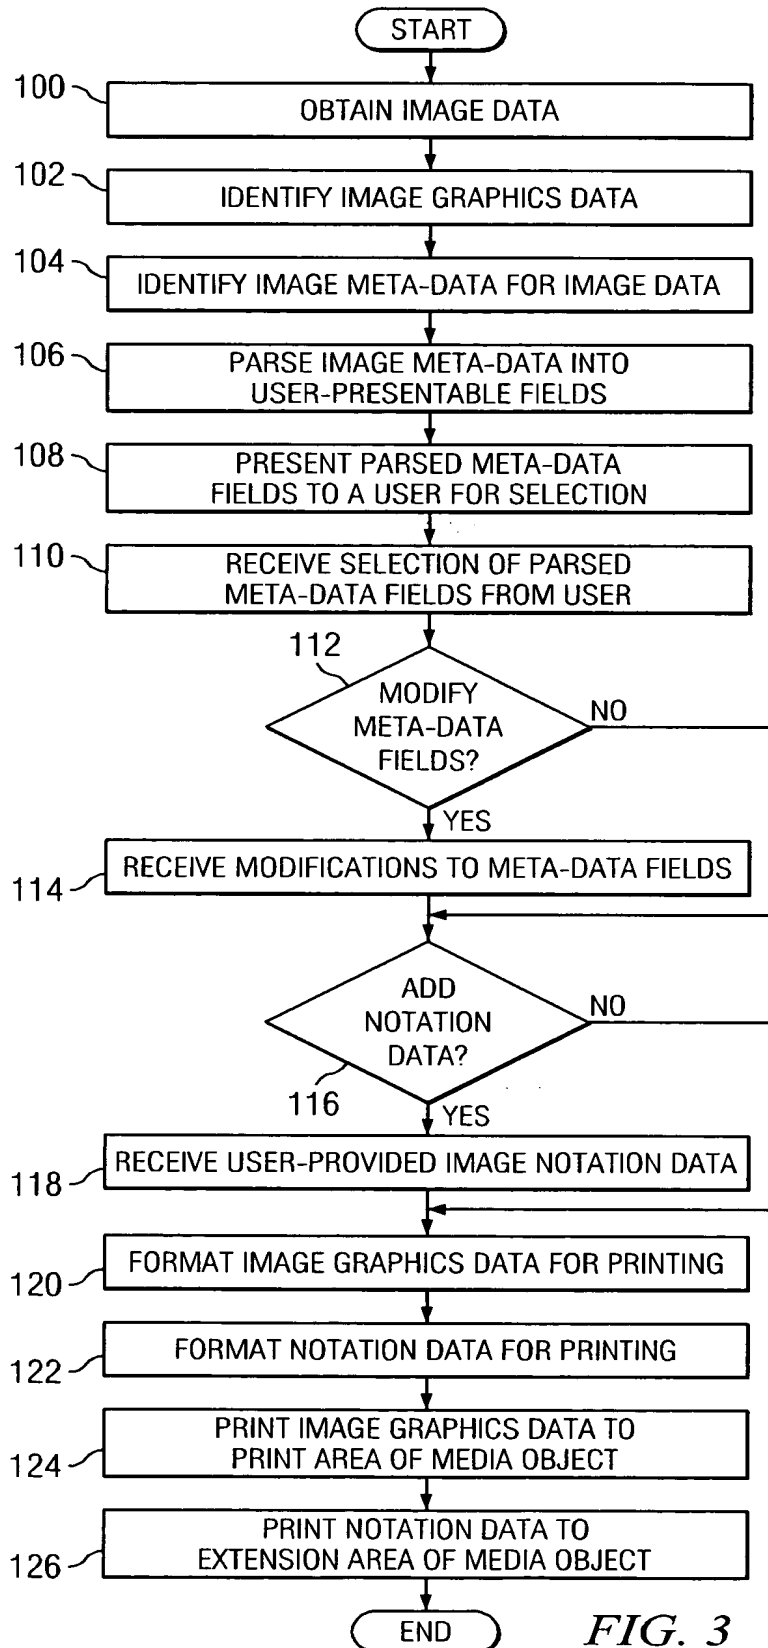 START
100
OBTAIN IMAGE DATA
102
IDENTIFY IMAGE GRAPHICS DATA
104
IDENTIFY IMAGE META-DATA FOR IMAGE DATA
106
PARSE IMAGE META-DATA INTO
USER-PRESENTABLE FIELDS
108
PRESENT PARSED META-DATA
FIELDS TO A USER FOR SELECTION
110
RECEIVE SELECTION OF PARSED
META-DATA FIELDS FROM USER
112
MODIFY
META-DATA
FIELDS?
NO
YES
RECEIVE MODIFICATIONS TO META-DATA FIELDS
114
ADD
NOTATION
DATA?
NO
116
YES
RECEIVE USER-PROVIDED IMAGE NOTATION DATA
118
FORMAT IMAGE GRAPHICS DATA FOR PRINTING
120
FORMAT NOTATION DATA FOR PRINTING
122
PRINT IMAGE GRAPHICS DATA TO
PRINT AREA OF MEDIA OBJECT
124
PRINT NOTATION DATA TO
EXTENSION AREA OF MEDIA OBJECT
126
END
FIG. 3